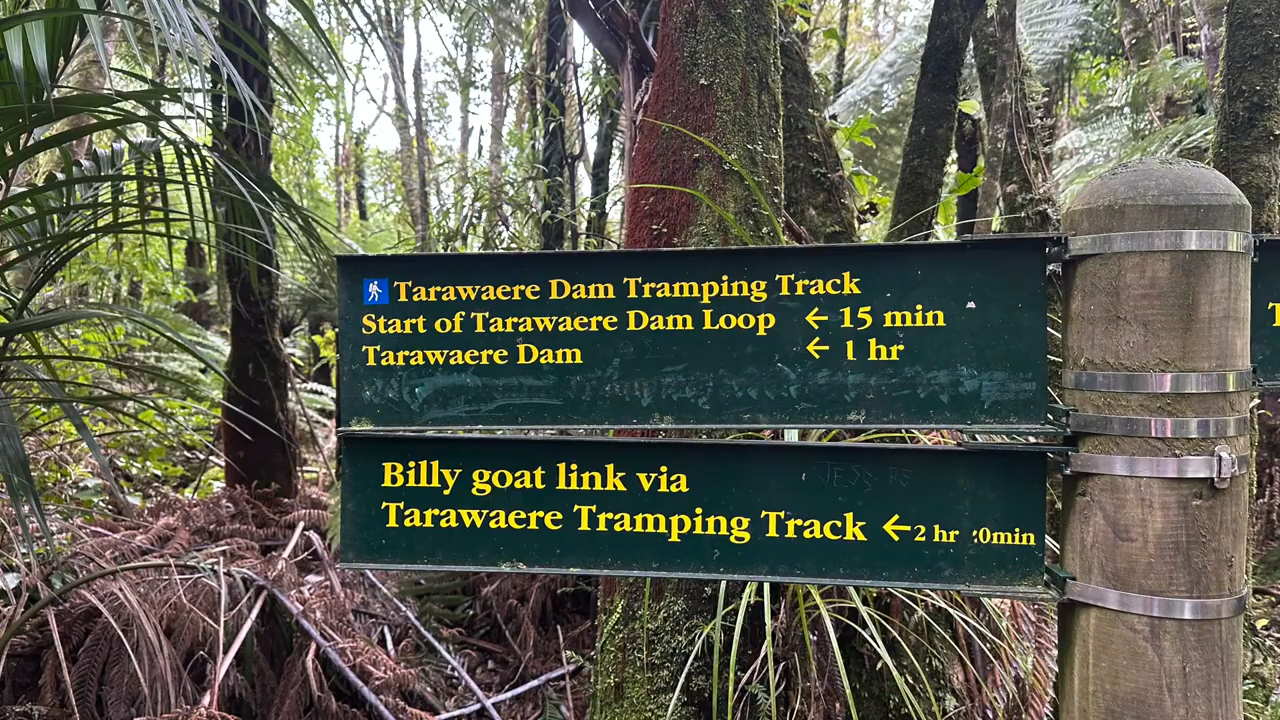 Tarawaere Dam Tramping Track
Start of Tarawaere Dam Loop ← 15 min
Tarawaere Dam ← 1 hr
Billy goat link via
Tarawaere Tramping Track ← 2 hr :0min
T